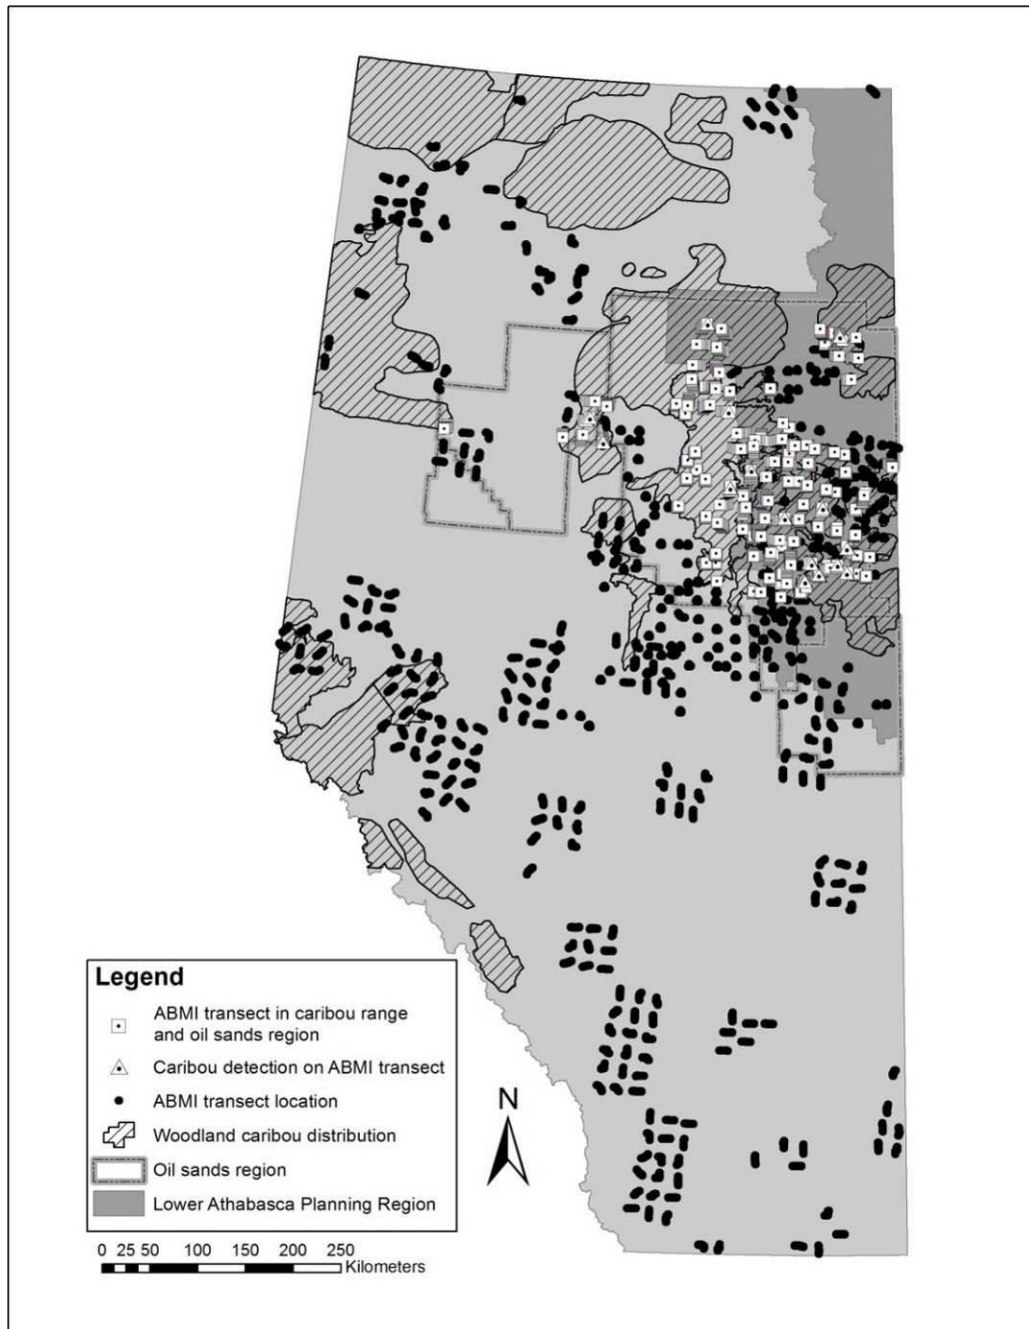 N
Legend
ABMI transect in caribou range
and oil sands region
Caribou detection on ABMI transect
ABMI transect location
Woodland caribou distribution
Oil sands region
Lower Athabasca Planning Region
0 25 50 100 150 200 250
Kilometers